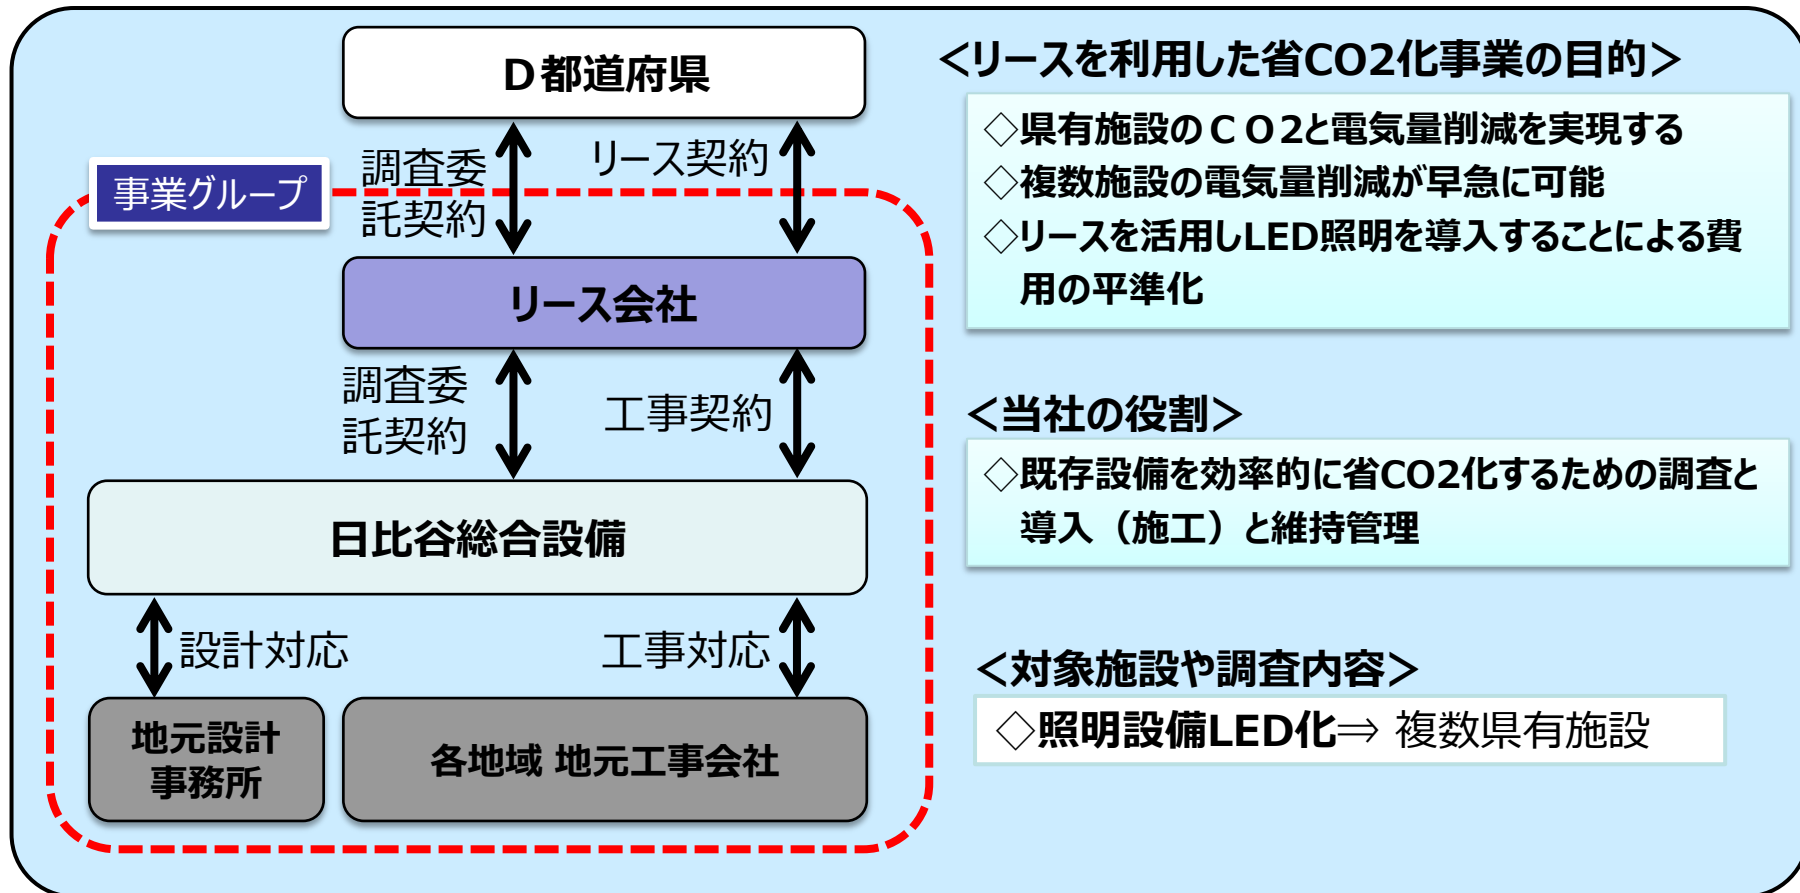 D都道府県
事業グループ
調査委
託契約
リース契約
リース会社
調査委
託契約
工事契約
日比谷総合設備
設計対応
工事対応
地元設計
事務所
各地域 地元工事会社
＜リースを利用した省CO2化事業の目的＞
◇県有施設のＣＯ2と電気量削減を実現する
◇複数施設の電気量削減が早急に可能
◇リースを活用しLED照明を導入することによる費
用の平準化
＜当社の役割＞
◇既存設備を効率的に省CO2化するための調査と
導入（施工）と維持管理
＜対象施設や調査内容＞
◇照明設備LED化⇒ 複数県有施設